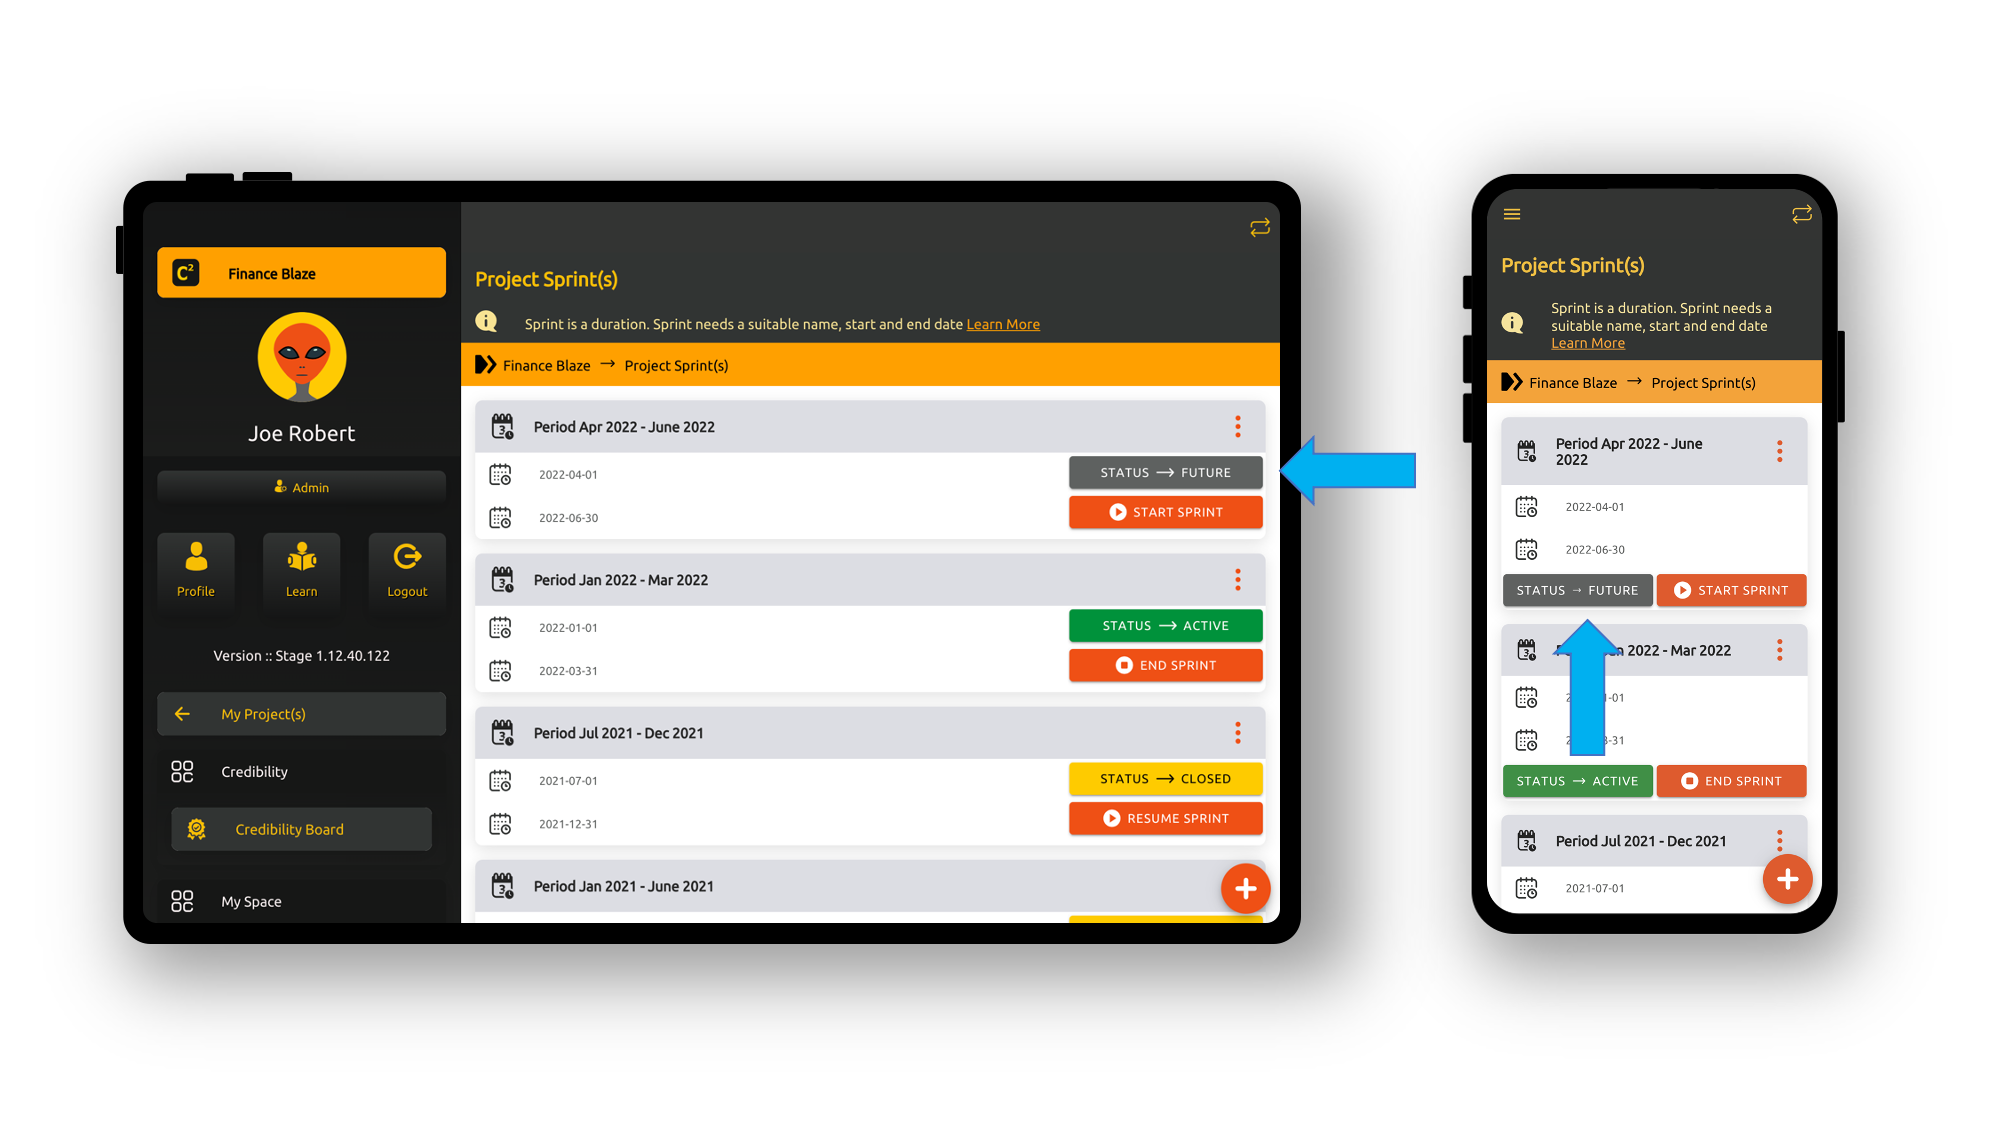 C²
Finance Blaze
Joe Robert
Admin
Profile
Learn
Logout
Version :: Stage 1.12.40.122
My Project(s)
Credibility
Credibility Board
My Space
Project Sprint(s)
Sprint is a duration. Sprint needs a suitable name, start and end date Learn More
Finance Blaze → Project Sprint(s)
Period Apr 2022 - June 2022
2022-04-01
STATUS → FUTURE
2022-06-30
START SPRINT
Period Jan 2022 - Mar 2022
2022-01-01
STATUS → ACTIVE
2022-03-31
END SPRINT
Period Jul 2021 - Dec 2021
2021-07-01
STATUS → CLOSED
2021-12-31
RESUME SPRINT
Period Jan 2021 - June 2021
Project Sprint(s)
Sprint is a duration. Sprint needs a
suitable name, start and end date
Learn More
Finance Blaze → Project Sprint(s)
Period Apr 2022 - June
2022
2022-04-01
2022-06-30
STATUS → FUTURE
START SPRINT
2022 - Mar 2022
STATUS → ACTIVE
END SPRINT
Period Jul 2021 - Dec 2021
2021-07-01